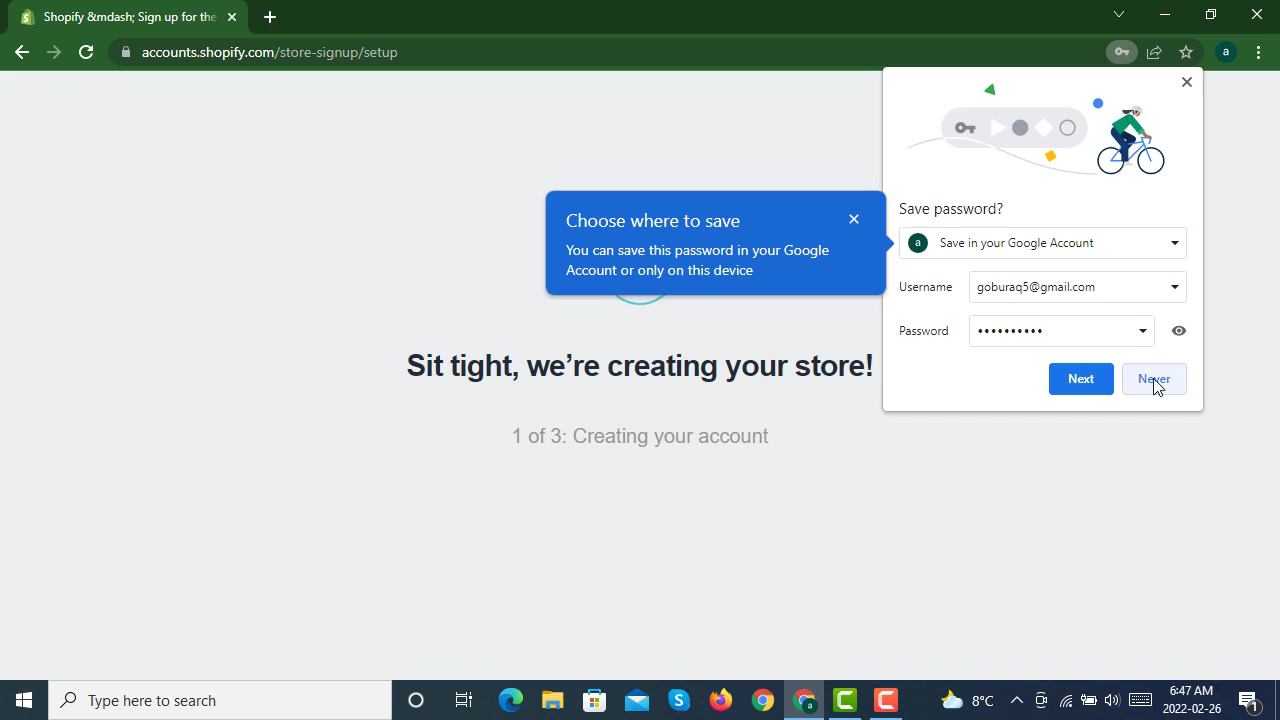 Shopify &mdash; Sign up for the
accounts.shopify.com/store-signup/setup
a
Choose where to save
You can save this password in your Google
Account or only on this device
Save password?
a Save in your Google Account
Username goburaq5@gmail.com
Password ••••••••••
Next Never
Sit tight, we're creating your store!
1 of 3: Creating your account
Type here to search
a
8°C
6:47 AM
2022-02-26
1